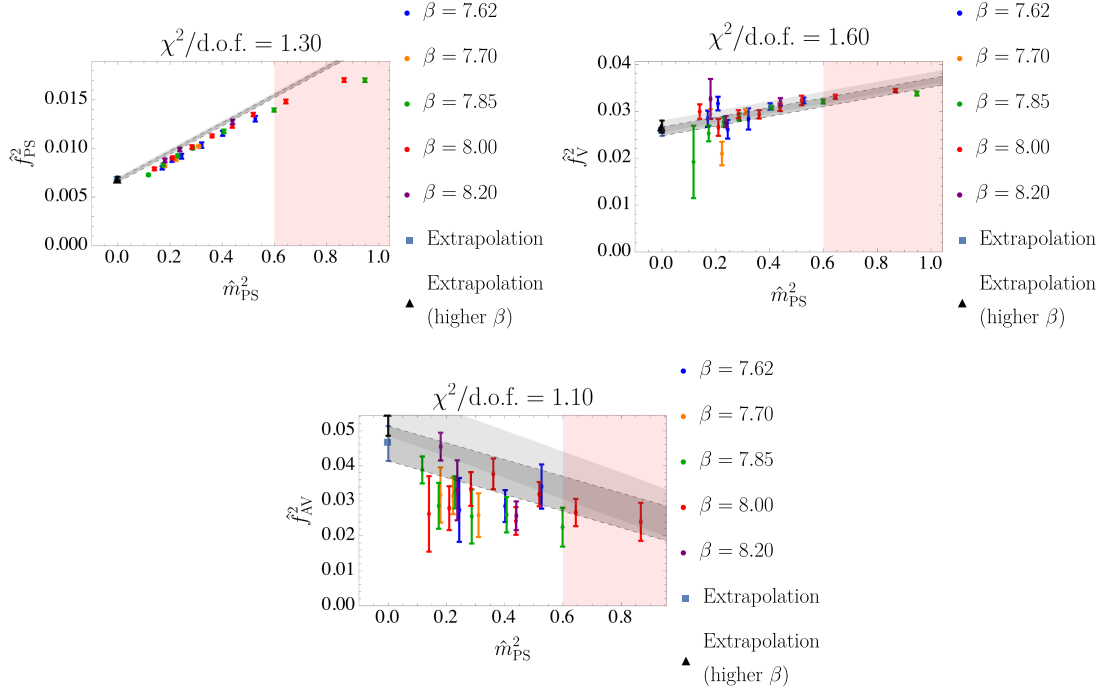 χ²/d.o.f. = 1.30
f̂²_PS
0.015
0.010
0.005
0.000
0.0 0.2 0.4 0.6 0.8 1.0
m̂²_PS
β = 7.62
β = 7.70
β = 7.85
β = 8.00
β = 8.20
Extrapolation
Extrapolation
(higher β)
χ²/d.o.f. = 1.60
f̂²_V
0.04
0.03
0.02
0.01
0.00
0.0 0.2 0.4 0.6 0.8 1.0
m̂²_PS
β = 7.62
β = 7.70
β = 7.85
β = 8.00
β = 8.20
Extrapolation
Extrapolation
(higher β)
χ²/d.o.f. = 1.10
f̂²_AV
0.05
0.04
0.03
0.02
0.01
0.00
0.0 0.2 0.4 0.6 0.8
m̂²_PS
β = 7.62
β = 7.70
β = 7.85
β = 8.00
β = 8.20
Extrapolation
Extrapolation
(higher β)